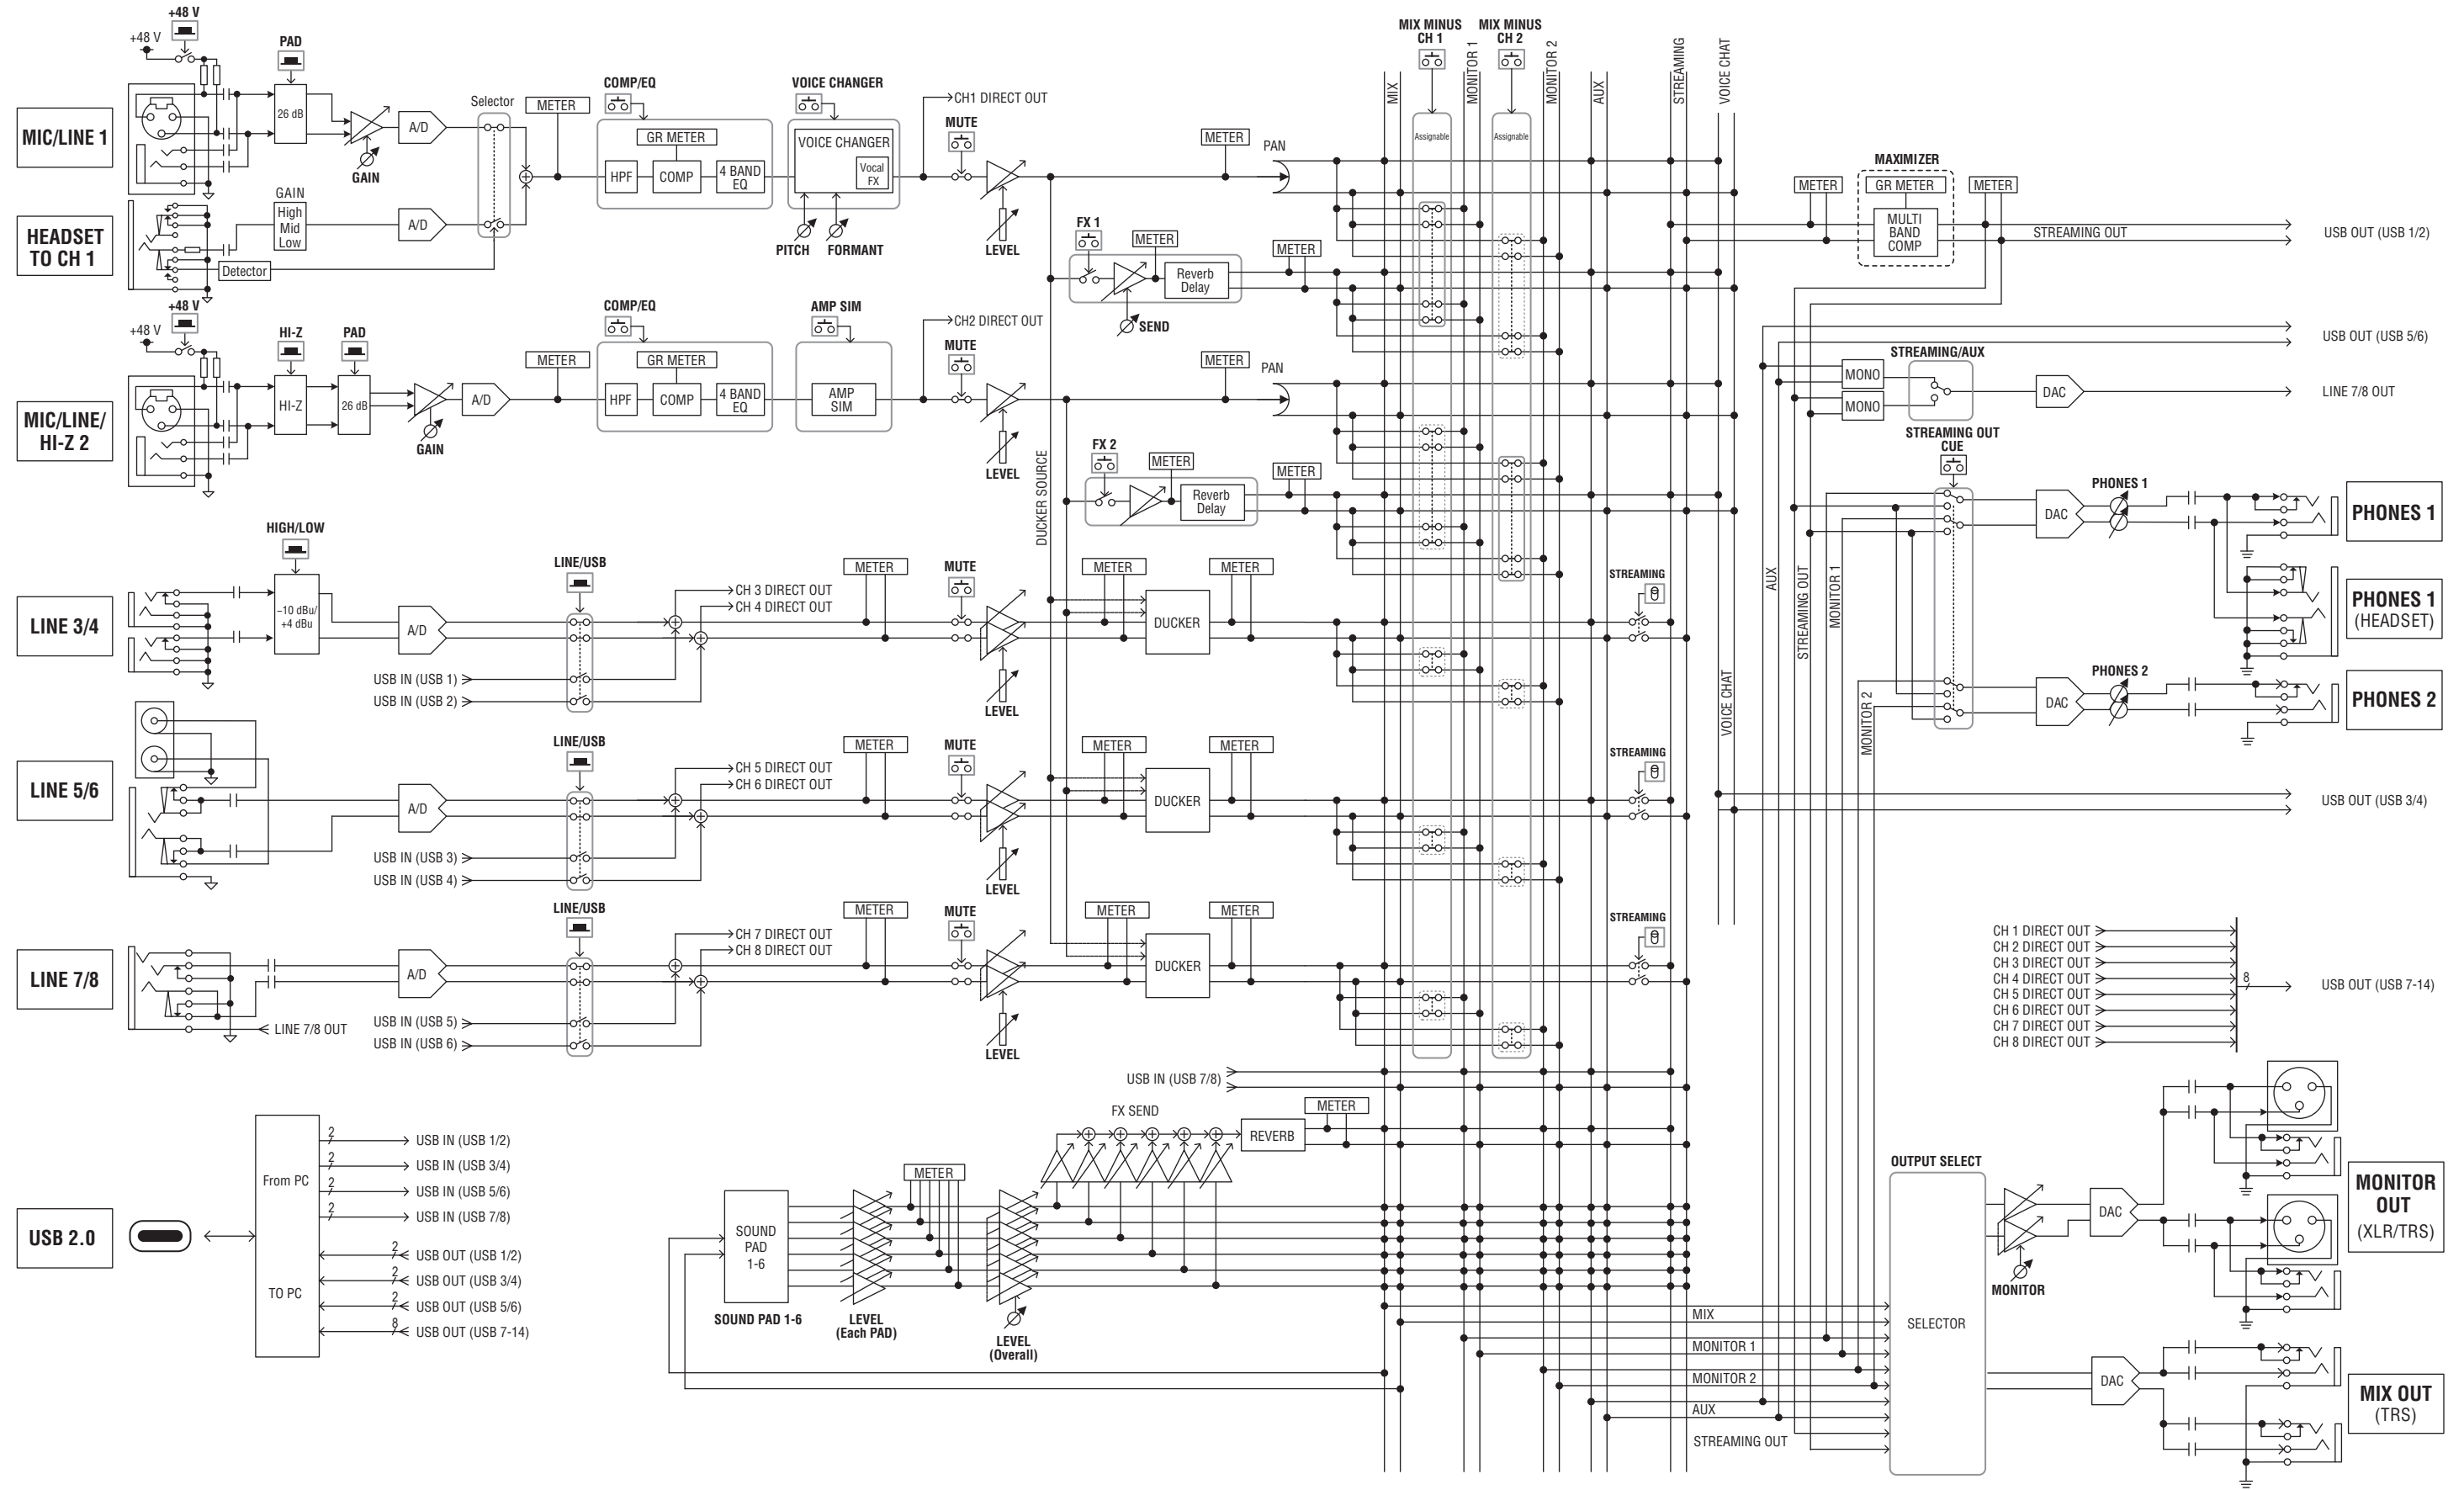 +48 V
+48 V
PAD
26 dB
MIC/LINE 1
GAIN
A/D
Selector
METER
COMP/EQ
GR METER
HPF
COMP
4 BAND
EQ
VOICE CHANGER
VOICE CHANGER
Vocal
FX
PITCH
FORMANT
CH1 DIRECT OUT
MUTE
LEVEL
METER
PAN
HEADSET
TO CH 1
GAIN
High
Mid
Low
A/D
Detector
FX 1
METER
Reverb
Delay
SEND
METER
MIX MINUS
CH 1
MIX MINUS
CH 2
Assignable
Assignable
MIX
MONITOR 1
MONITOR 2
AUX
STREAMING
VOICE CHAT
METER
MAXIMIZER
GR METER
MULTI
BAND
COMP
METER
STREAMING OUT
USB OUT (USB 1/2)
USB OUT (USB 5/6)
+48 V
+48 V
HI-Z
HI-Z
PAD
26 dB
MIC/LINE/
HI-Z 2
GAIN
A/D
METER
COMP/EQ
GR METER
HPF
COMP
4 BAND
EQ
AMP SIM
AMP
SIM
CH2 DIRECT OUT
MUTE
LEVEL
METER
PAN
FX 2
METER
Reverb
Delay
METER
DUCKER SOURCE
STREAMING/AUX
MONO
MONO
DAC
LINE 7/8 OUT
STREAMING OUT
CUE
DAC
PHONES 1
PHONES 1
PHONES 1
(HEADSET)
DAC
PHONES 2
PHONES 2
AUX
STREAMING OUT
MONITOR 1
MONITOR 2
VOICE CHAT
LINE 3/4
HIGH/LOW
−10 dBu/
+4 dBu
A/D
LINE/USB
USB IN (USB 1)
USB IN (USB 2)
CH 3 DIRECT OUT
CH 4 DIRECT OUT
METER
MUTE
LEVEL
METER
DUCKER
METER
STREAMING
LINE 5/6
A/D
LINE/USB
USB IN (USB 3)
USB IN (USB 4)
CH 5 DIRECT OUT
CH 6 DIRECT OUT
METER
MUTE
LEVEL
METER
DUCKER
METER
STREAMING
USB OUT (USB 3/4)
LINE 7/8
LINE 7/8 OUT
A/D
LINE/USB
USB IN (USB 5)
USB IN (USB 6)
CH 7 DIRECT OUT
CH 8 DIRECT OUT
METER
MUTE
LEVEL
METER
DUCKER
METER
STREAMING
CH 1 DIRECT OUT
CH 2 DIRECT OUT
CH 3 DIRECT OUT
CH 4 DIRECT OUT
CH 5 DIRECT OUT
CH 6 DIRECT OUT
CH 7 DIRECT OUT
CH 8 DIRECT OUT
8
USB OUT (USB 7-14)
USB IN (USB 7/8)
USB 2.0
From PC
TO PC
2
USB IN (USB 1/2)
2
USB IN (USB 3/4)
2
USB IN (USB 5/6)
2
USB IN (USB 7/8)
2
USB OUT (USB 1/2)
2
USB OUT (USB 3/4)
2
USB OUT (USB 5/6)
8
USB OUT (USB 7-14)
SOUND
PAD
1-6
SOUND PAD 1-6
METER
LEVEL
(Each PAD)
LEVEL
(Overall)
FX SEND
REVERB
METER
MIX
MONITOR 1
MONITOR 2
AUX
STREAMING OUT
OUTPUT SELECT
SELECTOR
MONITOR
DAC
MONITOR
OUT
(XLR/TRS)
DAC
MIX OUT
(TRS)